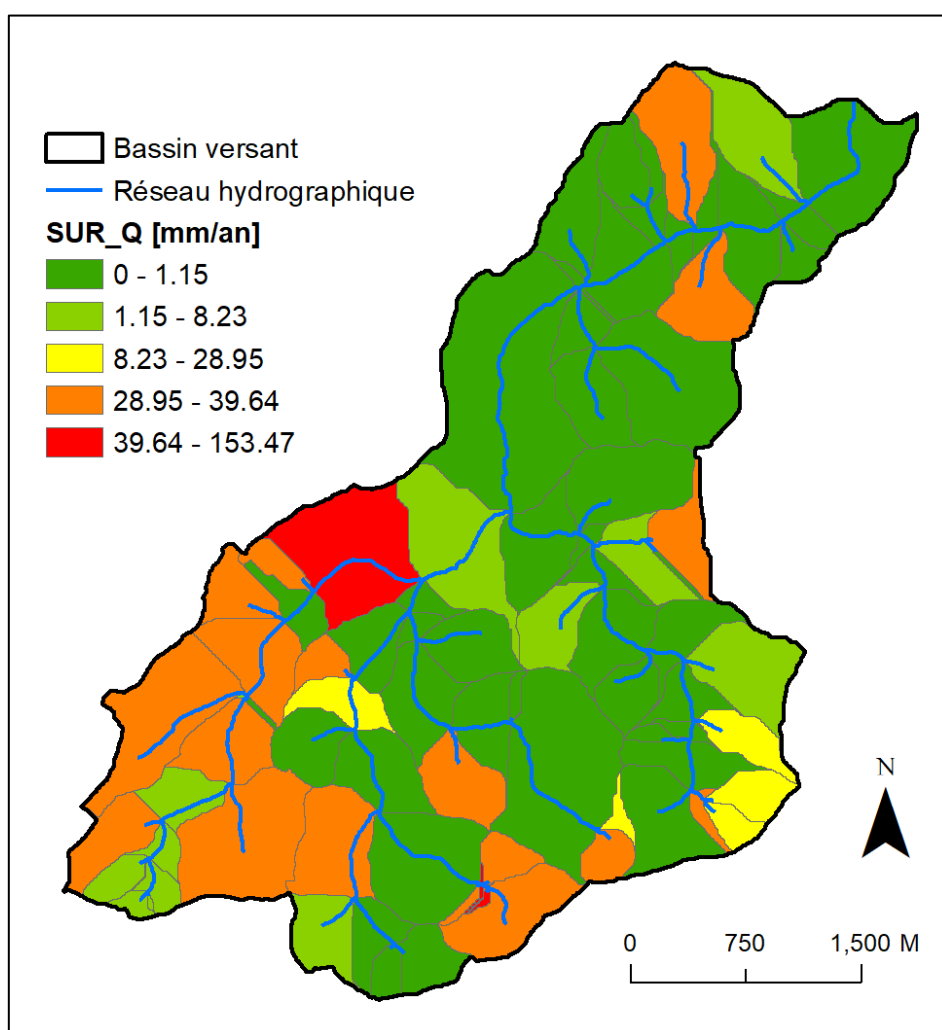 Bassin versant
Réseau hydrographique
SUR_Q [mm/an]
0 - 1.15
1.15 - 8.23
8.23 - 28.95
28.95 - 39.64
39.64 - 153.47
N
0 750 1,500 M